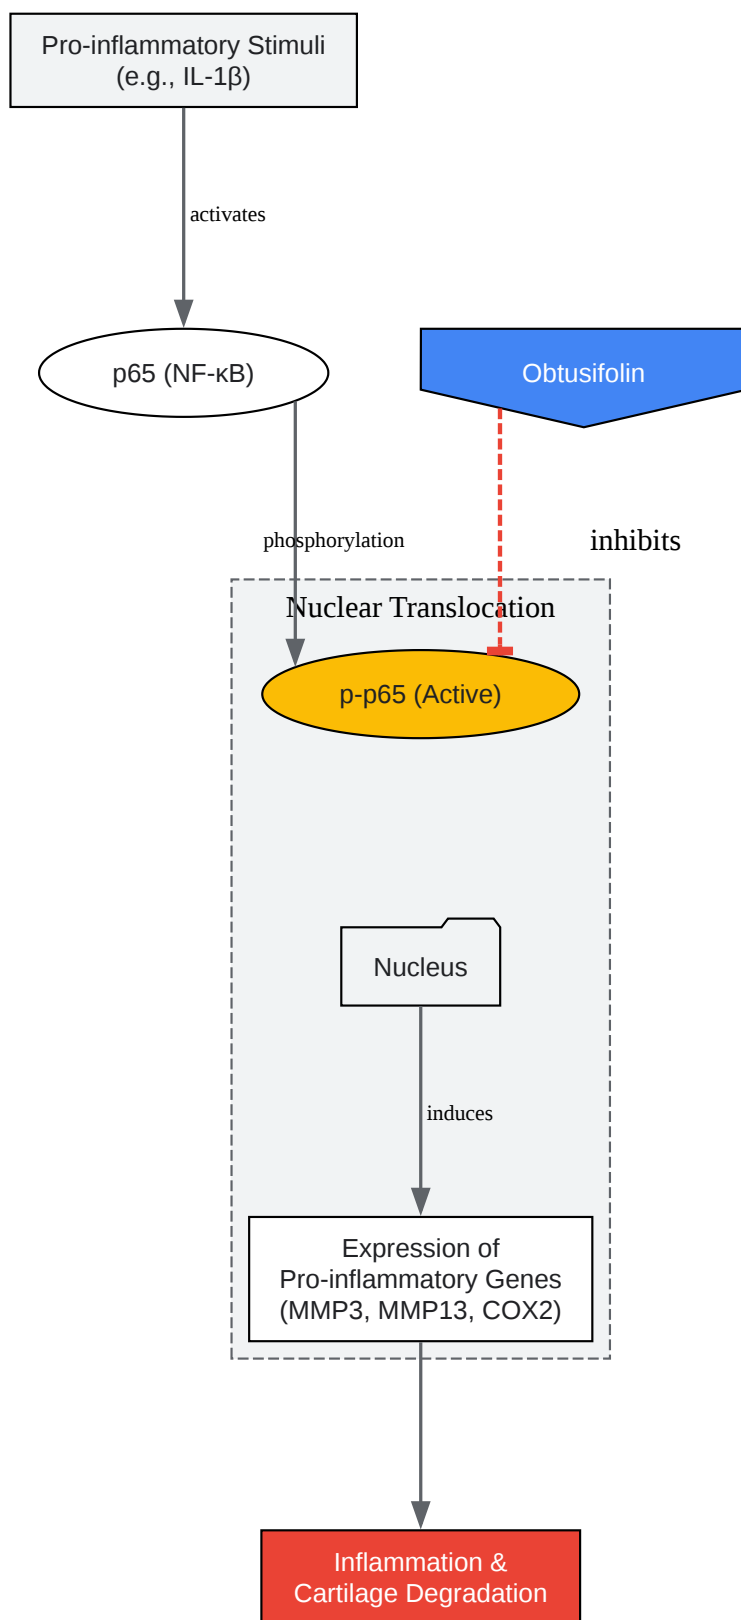 Pro-inflammatory Stimuli
(e.g., IL-1β)
activates
p65 (NF-κB)
Obtusifolin
phosphorylation
inhibits
Nuclear Translocation
p-p65 (Active)
Nucleus
induces
Expression of
Pro-inflammatory Genes
(MMP3, MMP13, COX2)
Inflammation &
Cartilage Degradation